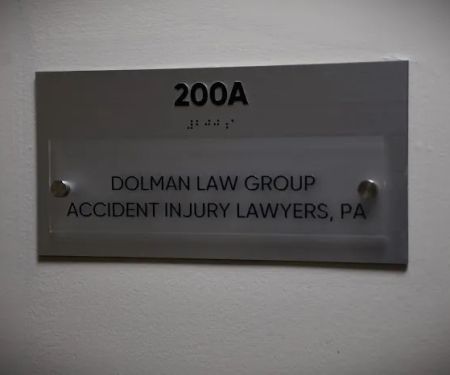 200A
DOLMAN LAW GROUP
ACCIDENT INJURY LAWYERS, PA